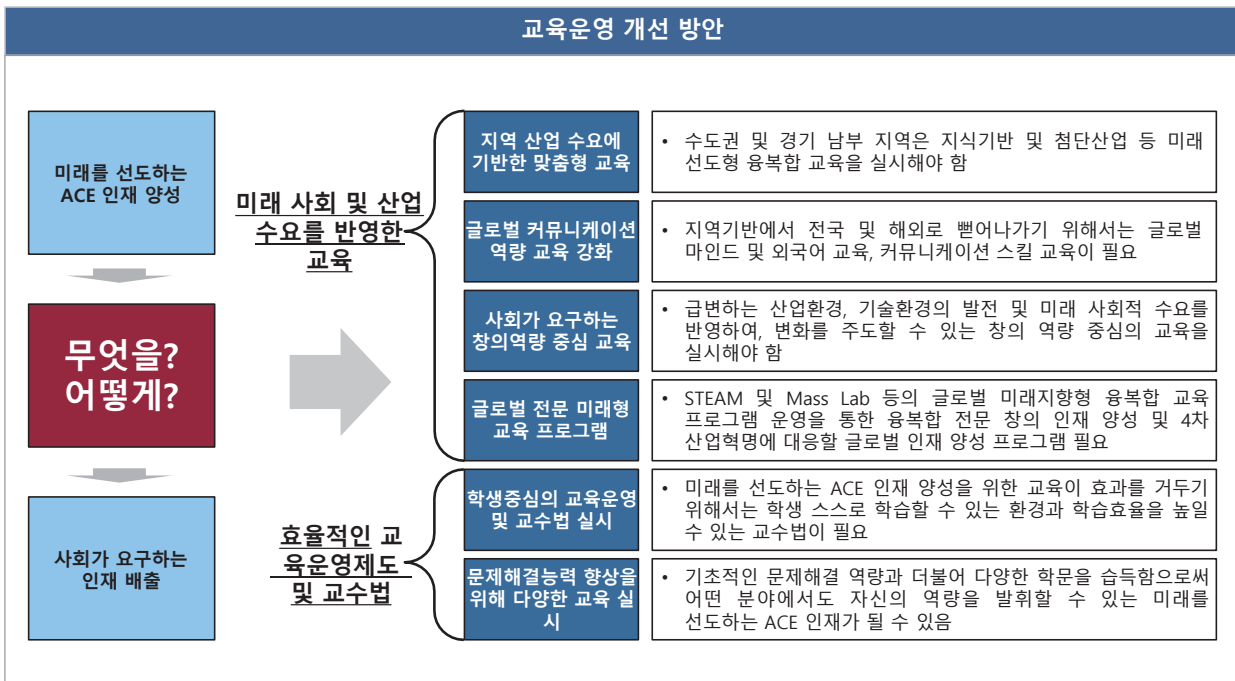 교육운영 개선 방안
미래를 선도하는
ACE 인재 양성
무엇을?
어떻게?
사회가 요구하는
인재 배출
미래 사회 및 산업
수요를 반영한
교육
지역 산업 수요에
기반한 맞춤형 교육
• 수도권 및 경기 남부 지역은 지식기반 및 첨단산업 등 미래
선도형 융복합 교육을 실시해야 함
글로벌 커뮤니케이션
역량 교육 강화
• 지역기반에서 전국 및 해외로 뻗어나가기 위해서는 글로벌
마인드 및 외국어 교육, 커뮤니케이션 스킬 교육이 필요
사회가 요구하는
창의역량 중심 교육
• 급변하는 산업환경, 기술환경의 발전 및 미래 사회적 수요를
반영하여, 변화를 주도할 수 있는 창의 역량 중심의 교육을
실시해야 함
글로벌 전문 미래형
교육 프로그램
• STEAM 및 Mass Lab 등의 글로벌 미래지향형 융복합 교육
프로그램 운영을 통한 융복합 전문 창의 인재 양성 및 4차
산업혁명에 대응할 글로벌 인재 양성 프로그램 필요
효율적인 교
육운영제도
및 교수법
학생중심의 교육운영
및 교수법 실시
• 미래를 선도하는 ACE 인재 양성을 위한 교육이 효과를 거두기
위해서는 학생 스스로 학습할 수 있는 환경과 학습효율을 높일
수 있는 교수법이 필요
문제해결능력 향상을
위해 다양한 교육 실
시
• 기초적인 문제해결 역량과 더불어 다양한 학문을 습득함으로써
어떤 분야에서도 자신의 역량을 발휘할 수 있는 미래를
선도하는 ACE 인재가 될 수 있음